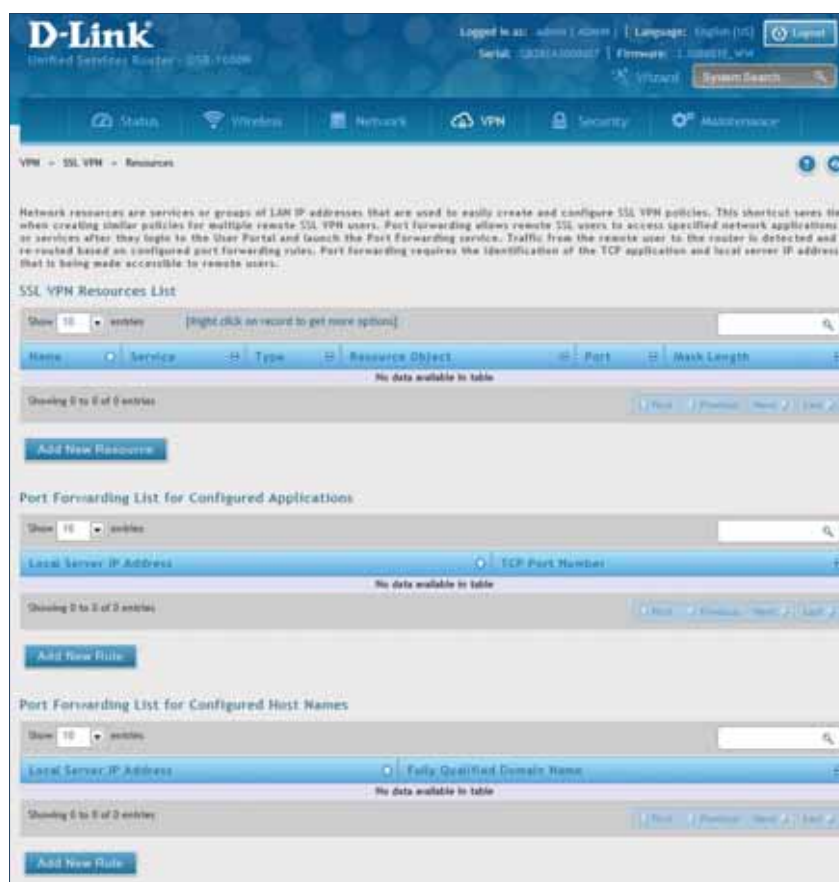 D-Link
Logged in as: admin ( Admin ) | Language: English [US] Logout
Unified Services Router - DSR-1000N
Serial: | Firmware:
Wizard System Search
Status Wireless Network VPN Security Maintenance
VPN SSL VPN Resources
Network resources are services or groups of LAN IP addresses that are used to easily create and configure SSL VPN policies. This shortcut saves
when creating similar policies for multiple remote SSL VPN users. Port forwarding allows remote SSL users to access specified network applications
or services after they login to the User Portal and launch the Port Forwarding service. Traffic from the remote user to the router is detected and
re-routed based on configured port forwarding rules. Port forwarding requires the identification of the TCP application and local server IP address
that is being made accessible to remote users.
SSL VPN Resources List
Show 10 entries [Right click on record to get more options]
Name Service Type Resource Object Port Mask Length
No data available in table
Showing 0 to 0 of 0 entries First Previous Next Last
Add New Resource
Port Forwarding List for Configured Applications
Show 10 entries
Local Server IP Address TCP Port Number
No data available in table
Showing 0 to 0 of 0 entries First Previous Next Last
Add New Rule
Port Forwarding List for Configured Host Names
Show 10 entries
Local Server IP Address Fully Qualified Domain Name
No data available in table
Showing 0 to 0 of 0 entries First Previous Next Last
Add New Rule